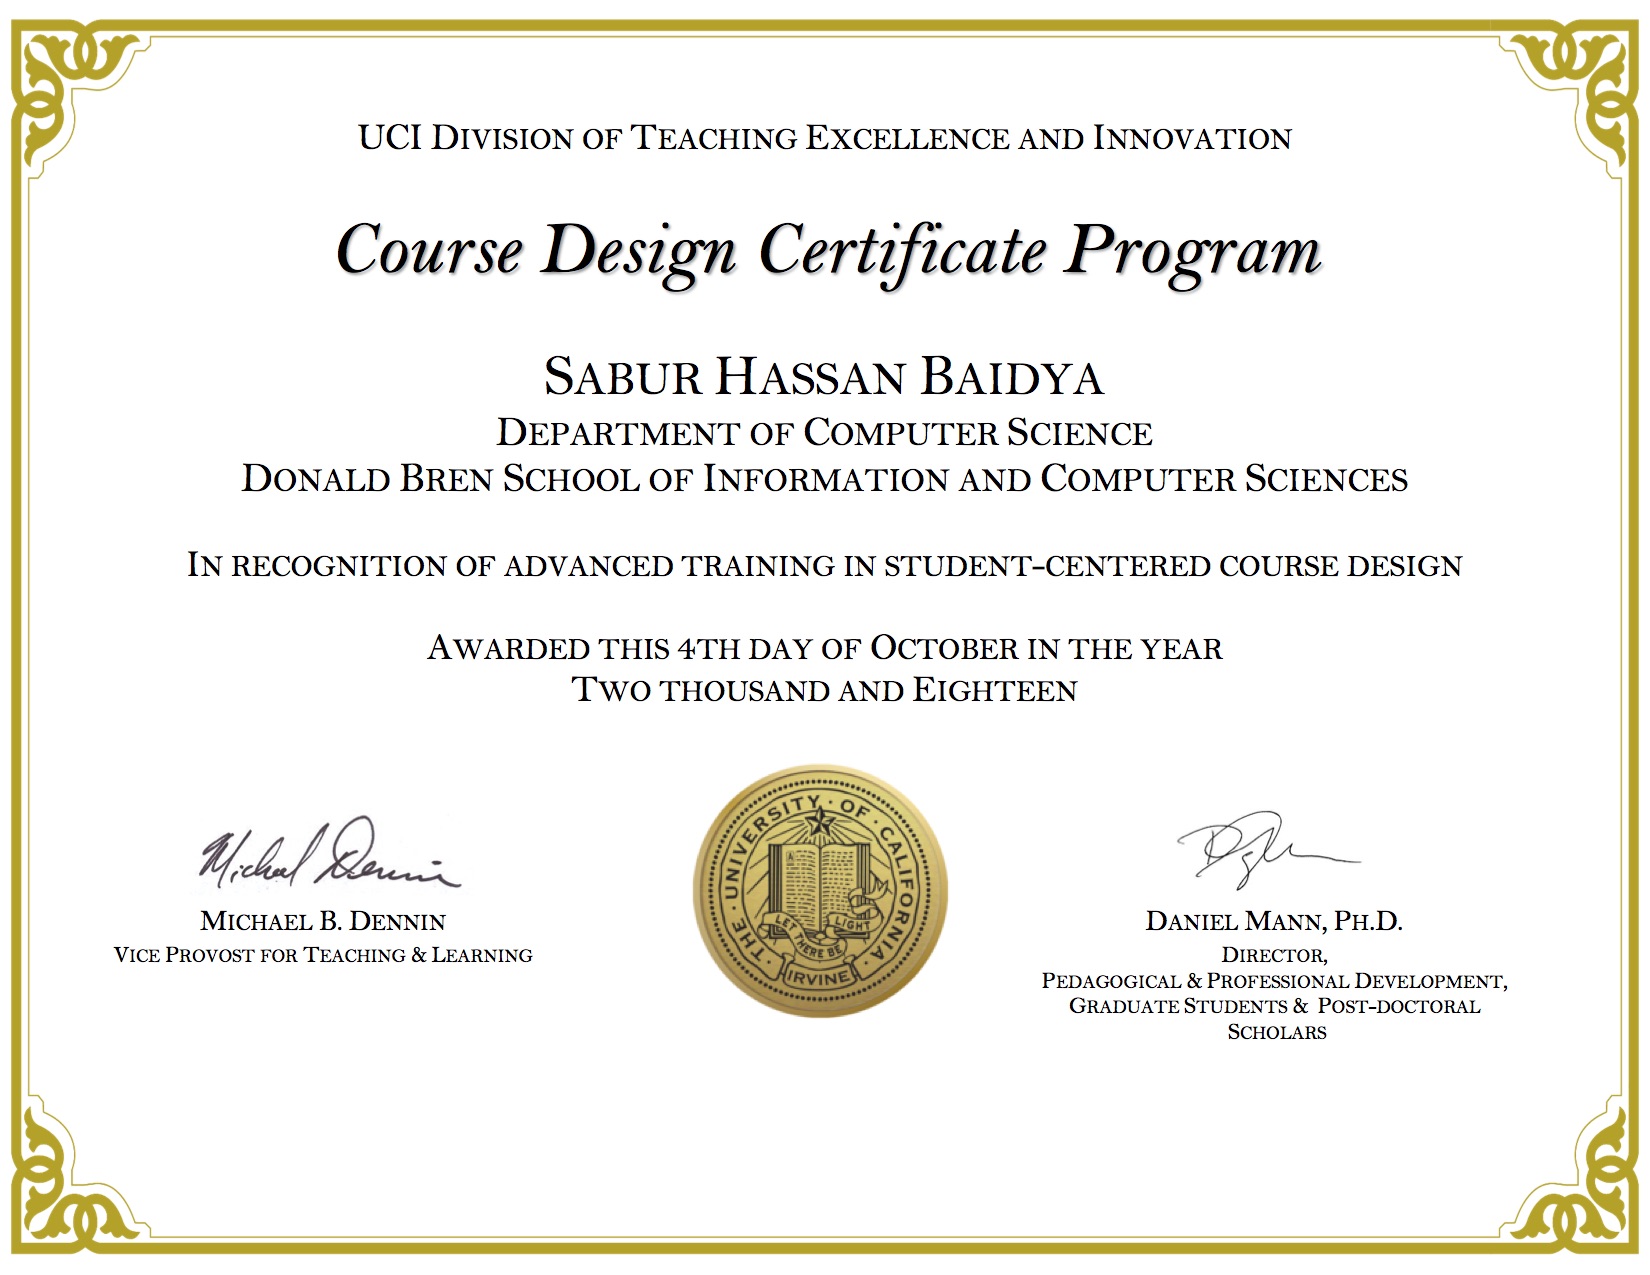 UCI Division of Teaching Excellence and Innovation
Course Design Certificate Program
Sabur Hassan Baidya
Department of Computer Science
Donald Bren School of Information and Computer Sciences
In recognition of advanced training in student-centered course design
Awarded this 4th day of October in the year
Two thousand and Eighteen
Michael Dennin
Michael B. Dennin
Vice Provost for Teaching & Learning
THE · UNIVERSITY · OF · CALIFORNIA ·
A
LET THERE BE LIGHT
IRVINE
Daniel Mann, Ph.D.
Director,
Pedagogical & Professional Development,
Graduate Students & Post-doctoral
Scholars